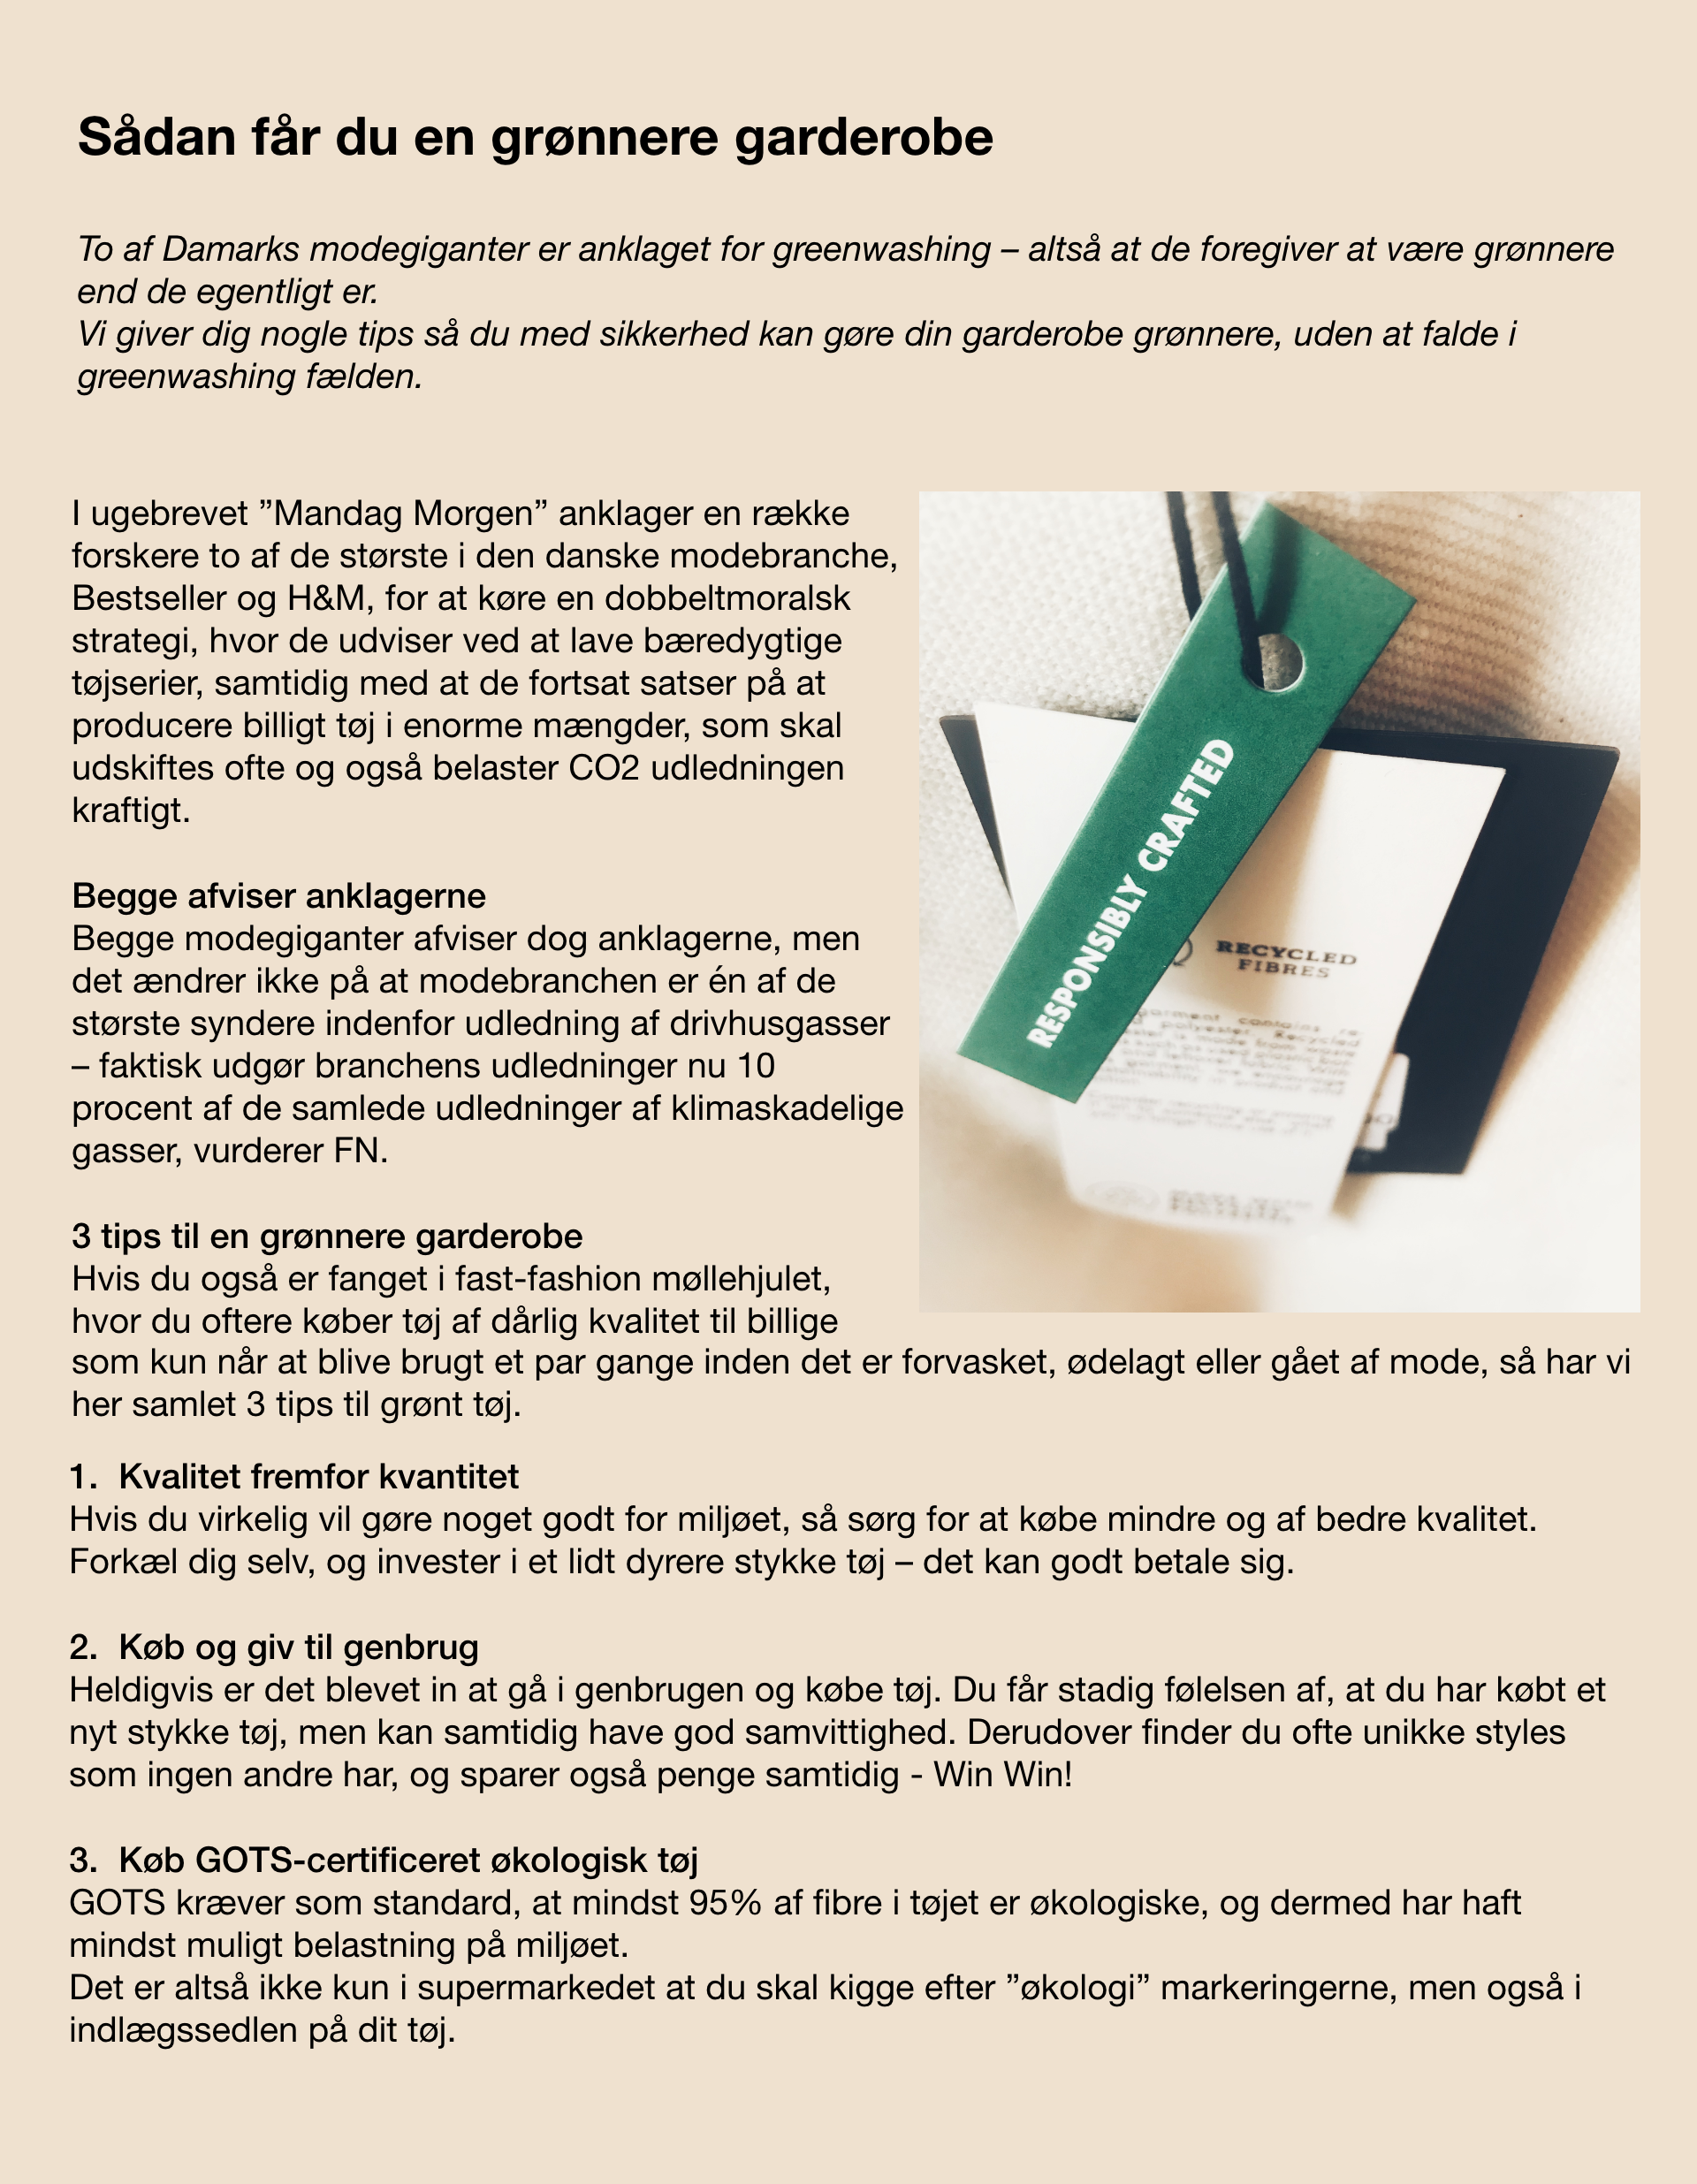 Sådan får du en grønnere garderobe
To af Damarks modegiganter er anklaget for greenwashing – altså at de foregiver at være grønnere
end de egentligt er.
Vi giver dig nogle tips så du med sikkerhed kan gøre din garderobe grønnere, uden at falde i
greenwashing fælden.
I ugebrevet ”Mandag Morgen” anklager en række
forskere to af de største i den danske modebranche,
Bestseller og H&M, for at køre en dobbeltmoralsk
strategi, hvor de udviser ved at lave bæredygtige
tøjserier, samtidig med at de fortsat satser på at
producere billigt tøj i enorme mængder, som skal
udskiftes ofte og også belaster CO2 udledningen
kraftigt.
Begge afviser anklagerne
Begge modegiganter afviser dog anklagerne, men
det ændrer ikke på at modebranchen er én af de
største syndere indenfor udledning af drivhusgasser
– faktisk udgør branchens udledninger nu 10
procent af de samlede udledninger af klimaskadelige
gasser, vurderer FN.
3 tips til en grønnere garderobe
Hvis du også er fanget i fast-fashion møllehjulet,
hvor du oftere køber tøj af dårlig kvalitet til billige
som kun når at blive brugt et par gange inden det er forvasket, ødelagt eller gået af mode, så har vi
her samlet 3 tips til grønt tøj.
RESPONSIBLY CRAFTED
RECYCLED
FIBRES
1. Kvalitet fremfor kvantitet
Hvis du virkelig vil gøre noget godt for miljøet, så sørg for at købe mindre og af bedre kvalitet.
Forkæl dig selv, og invester i et lidt dyrere stykke tøj – det kan godt betale sig.
2. Køb og giv til genbrug
Heldigvis er det blevet in at gå i genbrugen og købe tøj. Du får stadig følelsen af, at du har købt et
nyt stykke tøj, men kan samtidig have god samvittighed. Derudover finder du ofte unikke styles
som ingen andre har, og sparer også penge samtidig - Win Win!
3. Køb GOTS-certificeret økologisk tøj
GOTS kræver som standard, at mindst 95% af fibre i tøjet er økologiske, og dermed har haft
mindst muligt belastning på miljøet.
Det er altså ikke kun i supermarkedet at du skal kigge efter ”økologi” markeringerne, men også i
indlægssedlen på dit tøj.